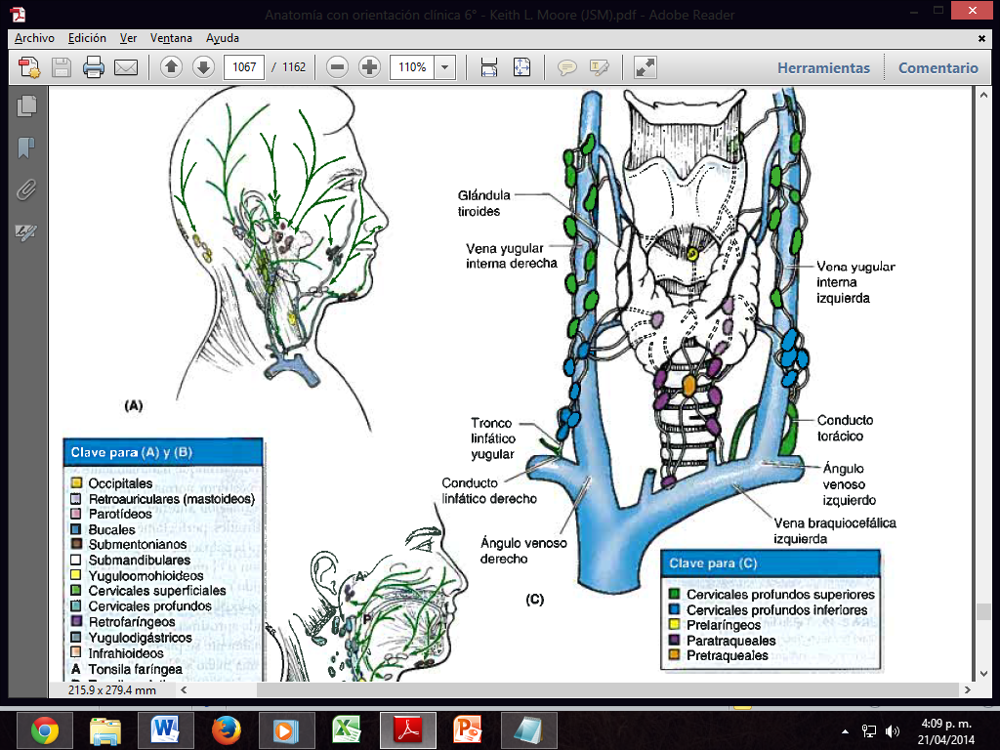 Anatomía con orientación clínica 6° - Keith L. Moore (JSM).pdf - Adobe Reader
Archivo Edición Ver Ventana Ayuda
1067 / 1162 110% Herramientas Comentario
Glándula
tiroides
Vena yugular
interna derecha
Vena yugular
interna
izquierda
(A)
Tronco
linfático
yugular
Conducto
linfático derecho
Ángulo venoso
derecho
Conducto
torácico
Ángulo
venoso
izquierdo
Vena braquiocefálica
izquierda
(C)
Clave para (A) y (B)
Occipitales
Retroauriculares (mastoideos)
Parotídeos
Bucales
Submentonianos
Submandibulares
Yuguloomohioideos
Cervicales superficiales
Cervicales profundos
Retrofaríngeos
Yugulodigástricos
Infrahioideos
A Tonsila faríngea
A
P
Clave para (C)
Cervicales profundos superiores
Cervicales profundos inferiores
Prelaríngeos
Paratraqueales
Pretraqueales
215.9 x 279.4 mm
4:09 p. m.
21/04/2014